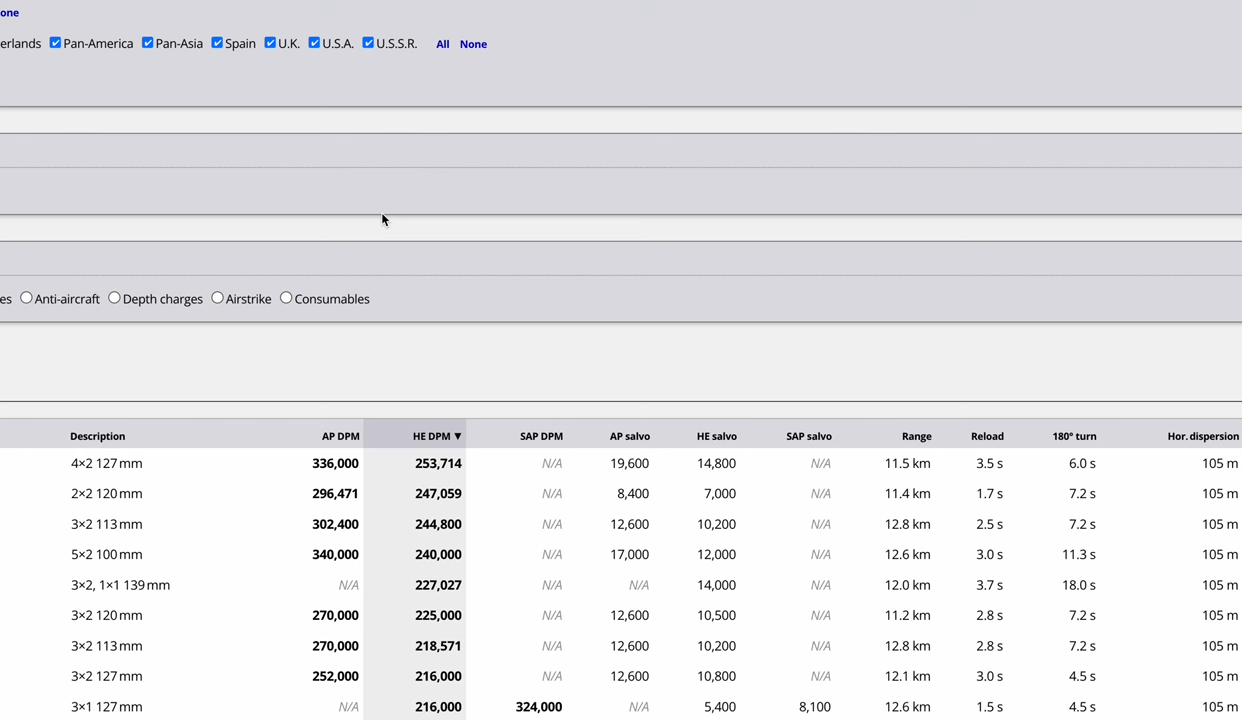 one
erlands Pan-America Pan-Asia Spain U.K. U.S.A. U.S.S.R. All None
es Anti-aircraft Depth charges Airstrike Consumables
Description AP DPM HE DPM ▼ SAP DPM AP salvo HE salvo SAP salvo Range Reload 180° turn Hor. dispersion
4×2 127 mm 336,000 253,714 N/A 19,600 14,800 N/A 11.5 km 3.5 s 6.0 s 105 m
2×2 120 mm 296,471 247,059 N/A 8,400 7,000 N/A 11.4 km 1.7 s 7.2 s 105 m
3×2 113 mm 302,400 244,800 N/A 12,600 10,200 N/A 12.8 km 2.5 s 7.2 s 105 m
5×2 100 mm 340,000 240,000 N/A 17,000 12,000 N/A 12.6 km 3.0 s 11.3 s 105 m
3×2, 1×1 139 mm N/A 227,027 N/A N/A 14,000 N/A 12.0 km 3.7 s 18.0 s 105 m
3×2 120 mm 270,000 225,000 N/A 12,600 10,500 N/A 11.2 km 2.8 s 7.2 s 105 m
3×2 113 mm 270,000 218,571 N/A 12,600 10,200 N/A 12.8 km 2.8 s 7.2 s 105 m
3×2 127 mm 252,000 216,000 N/A 12,600 10,800 N/A 12.1 km 3.0 s 4.5 s 105 m
3×1 127 mm N/A 216,000 324,000 N/A 5,400 8,100 12.6 km 1.5 s 4.5 s 105 m